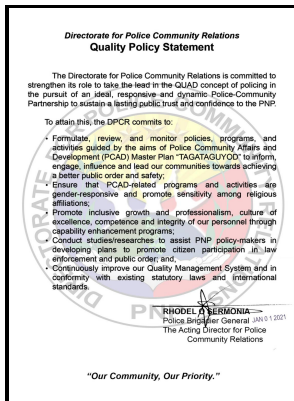 Directorate for Police Community Relations
Quality Policy Statement
The Directorate for Police Community Relations is committed to
strengthen its role to take the lead in the QUAD concept of policing in
the pursuit of an ideal, responsive and dynamic Police-Community
Partnership to sustain a lasting public trust and confidence to the PNP.
To attain this, the DPCR commits to:
• Formulate, review, and monitor policies, programs, and
activities guided by the aims of Police Community Affairs and
Development (PCAD) Master Plan “TAGATAGUYOD” to inform,
engage, influence and lead our communities towards achieving
a better public order and safety;
• Ensure that PCAD-related programs and activities are
gender-responsive and promote sensitivity among religious
affiliations;
• Promote inclusive growth and professionalism, culture of
excellence, competence and integrity of our personnel through
capability enhancement programs;
• Conduct studies/researches to assist PNP policy-makers in
developing plans to promote citizen participation in law
enforcement and public order; and,
• Continuously improve our Quality Management System and in
conformity with existing statutory laws and international
standards.
RHODEL O SERMONIA
Police Brigadier General JAN 01 2021
The Acting Director for Police
Community Relations
“Our Community, Our Priority.”